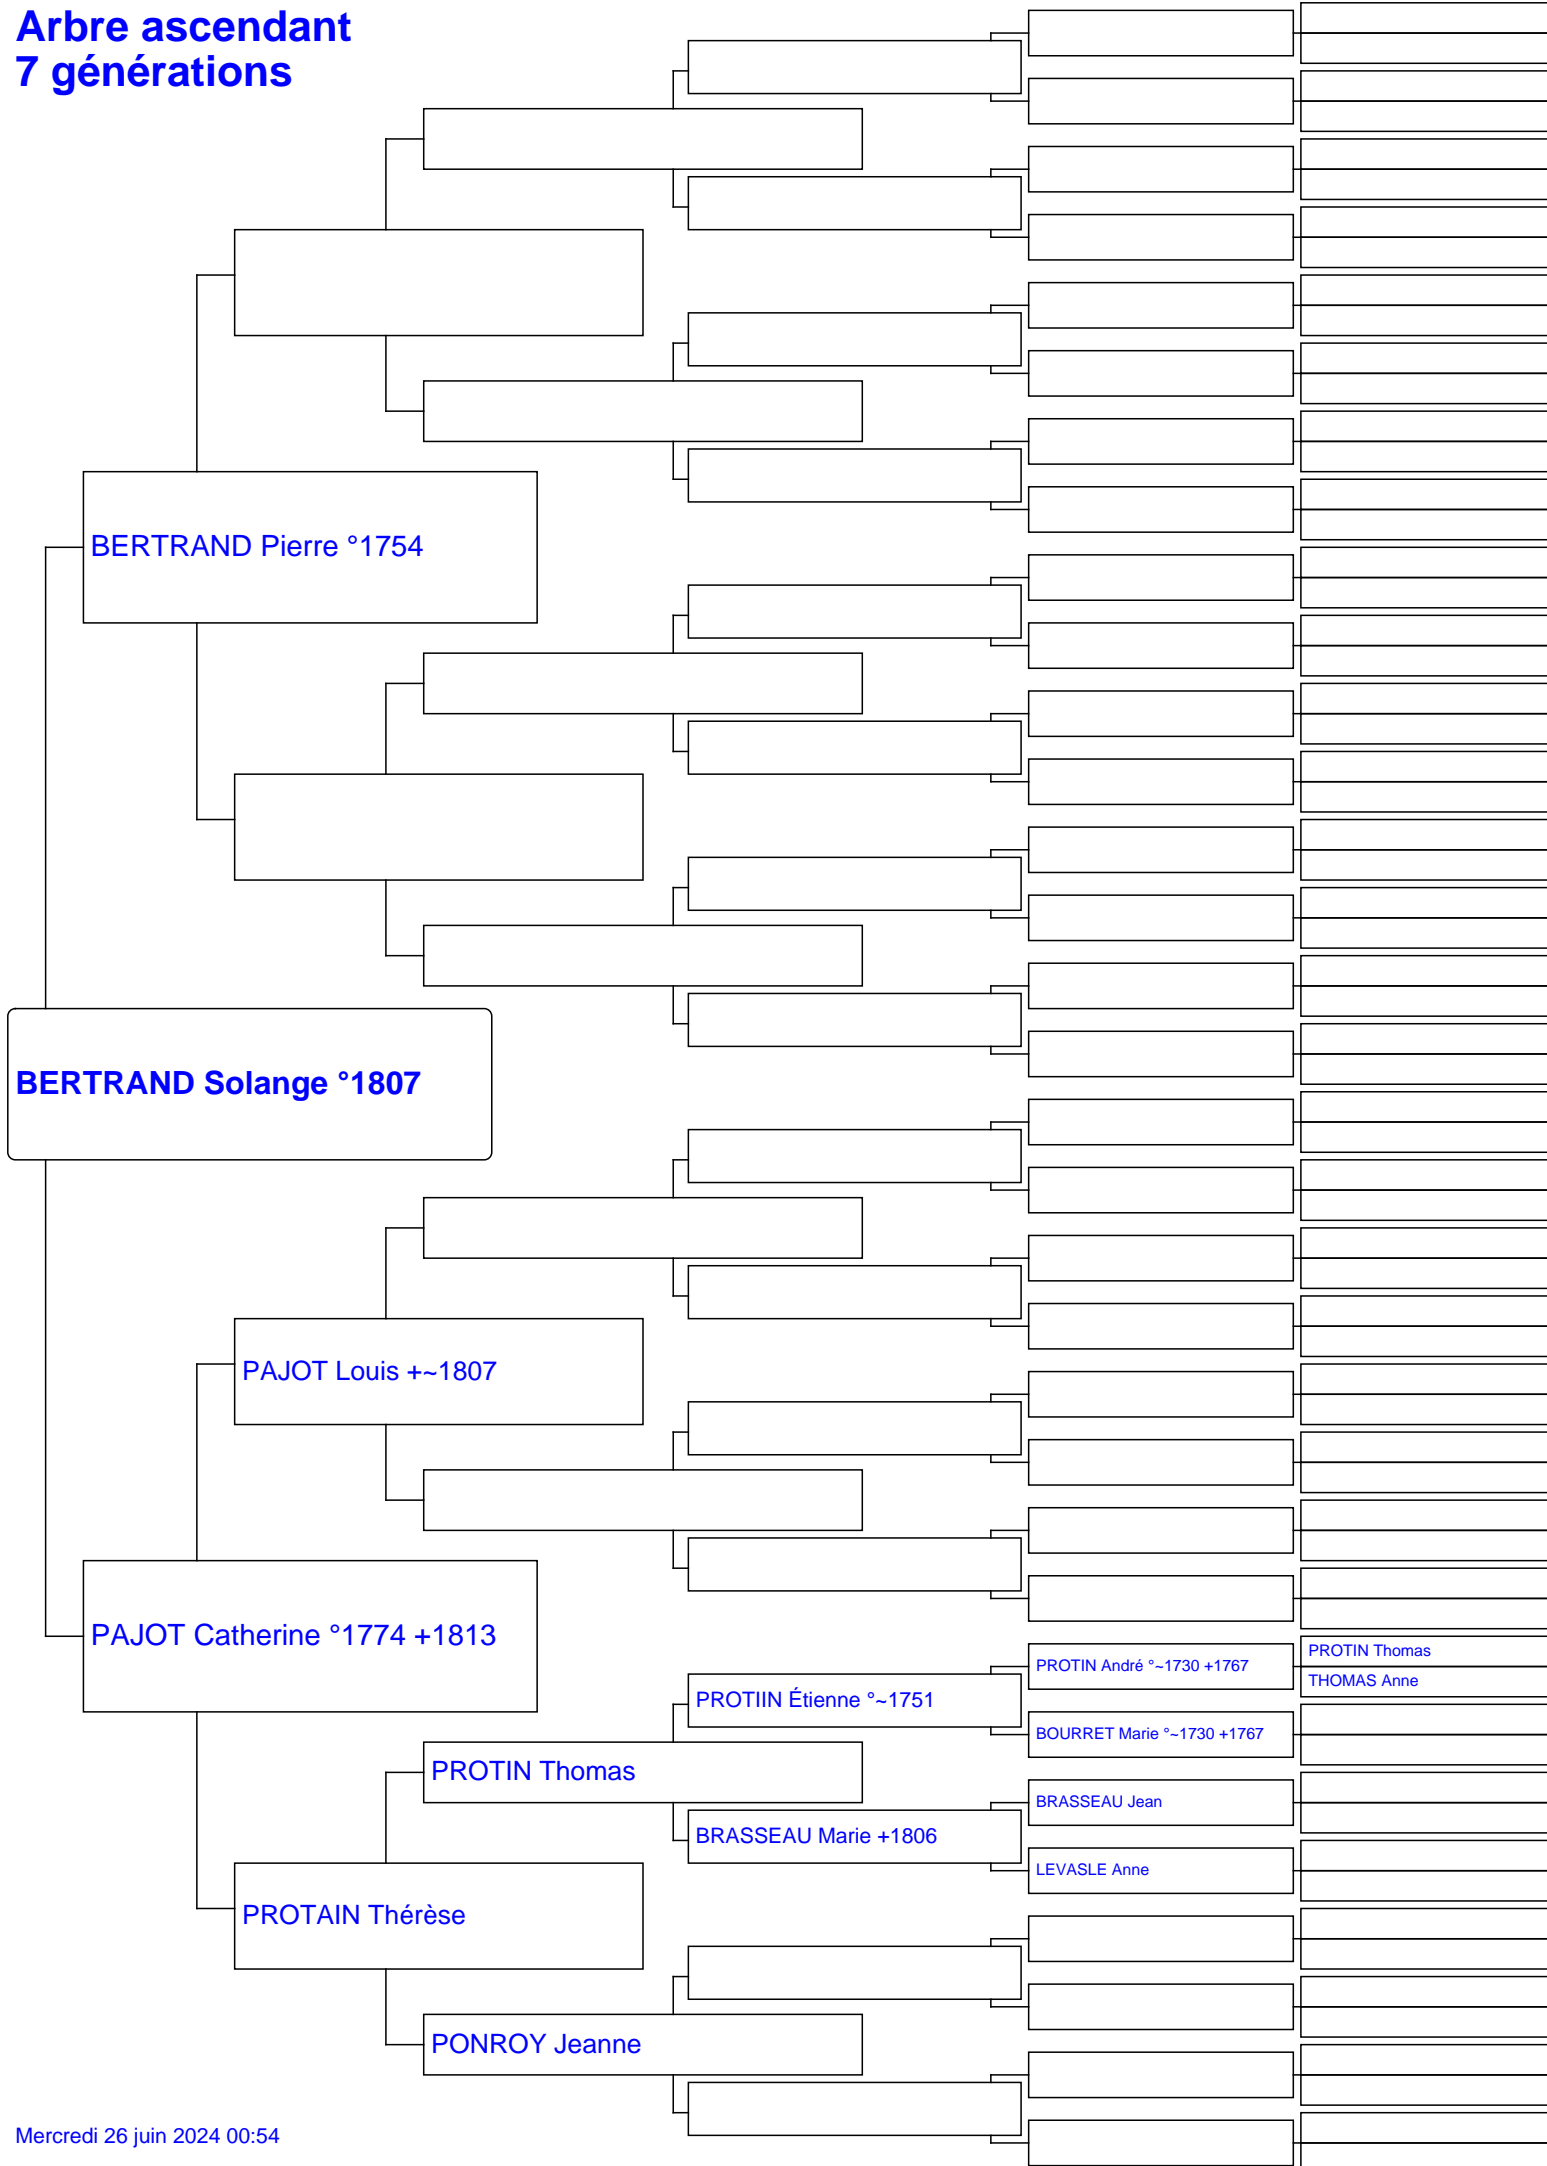 Arbre ascendant
7 générations
BERTRAND Pierre °1754
BERTRAND Solange °1807
PAJOT Louis +~1807
PAJOT Catherine °1774 +1813
PROTIN Thomas
PROTIN André °~1730 +1767
THOMAS Anne
PROTIIN Étienne °~1751
BOURRET Marie °~1730 +1767
PROTIN Thomas
BRASSEAU Jean
BRASSEAU Marie +1806
LEVASLE Anne
PROTAIN Thérèse
PONROY Jeanne
Mercredi 26 juin 2024 00:54